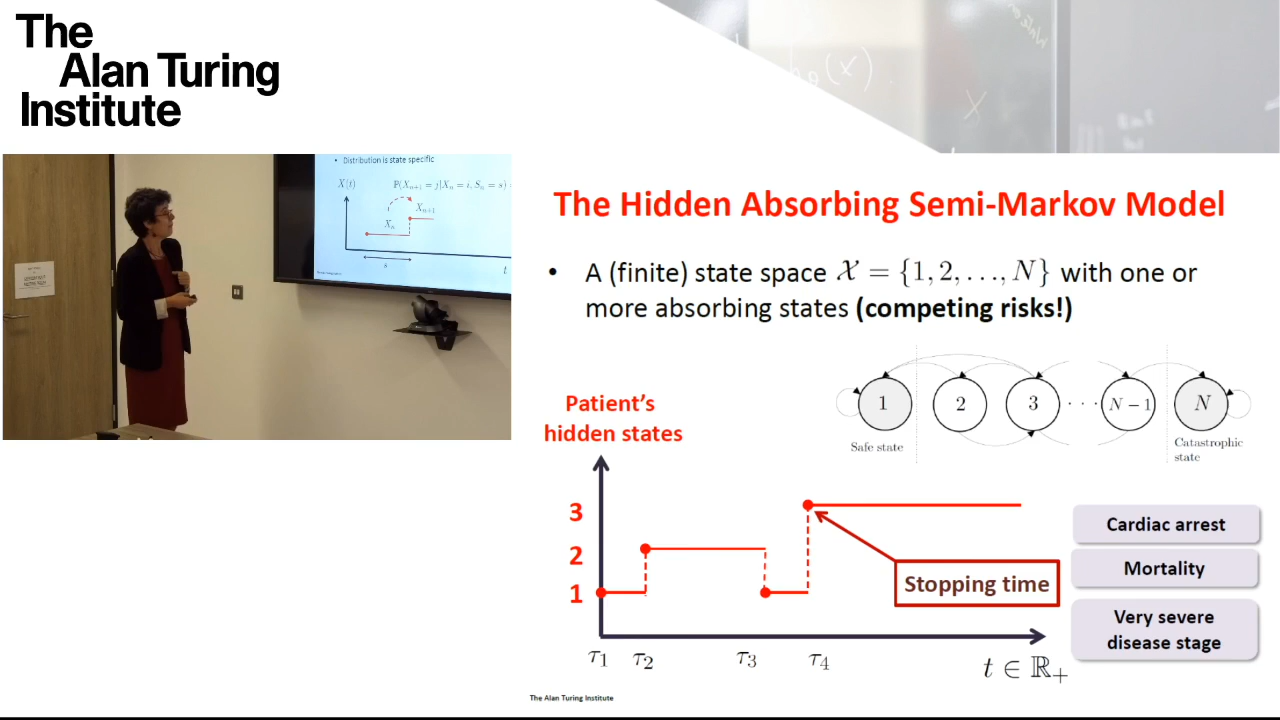 The
Alan Turing
Institute
• Distribution is state specific
X(t)
ℙ(Xₙ₊₁ = j|Xₙ = i, Sₙ = s)
Xₙ₊₁
Xₙ
s
t
The Hidden Absorbing Semi-Markov Model
• A (finite) state space 𝒳 = {1, 2, . . . , N} with one or
more absorbing states (competing risks!)
1 2 3 · · · N − 1 N
Safe state
Catastrophic
state
Patient's
hidden states
3
2
1
Stopping time
τ₁ τ₂ τ₃ τ₄
t ∈ ℝ₊
Cardiac arrest
Mortality
Very severe
disease stage
The Alan Turing Institute